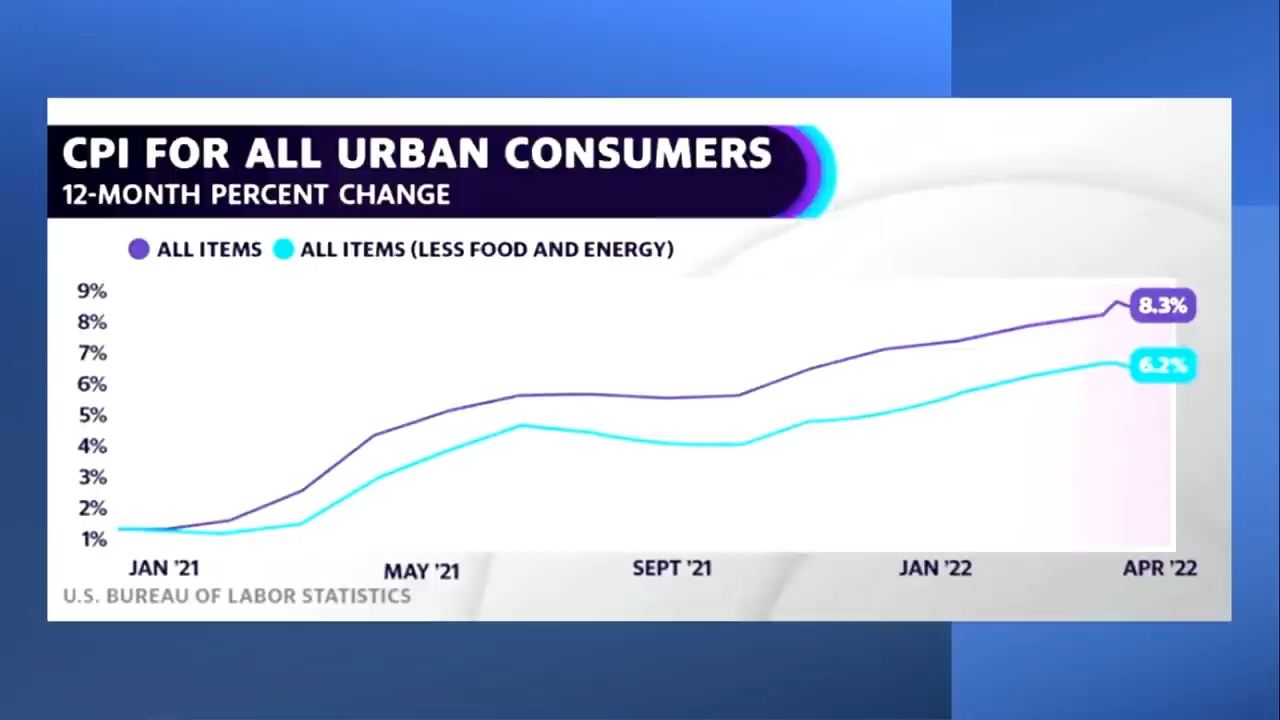 CPI FOR ALL URBAN CONSUMERS
12-MONTH PERCENT CHANGE
ALL ITEMS ALL ITEMS (LESS FOOD AND ENERGY)
9%
8%
7%
6%
5%
4%
3%
2%
1%
8.3%
6.2%
JAN '21 MAY '21 SEPT '21 JAN '22 APR '22
U.S. BUREAU OF LABOR STATISTICS